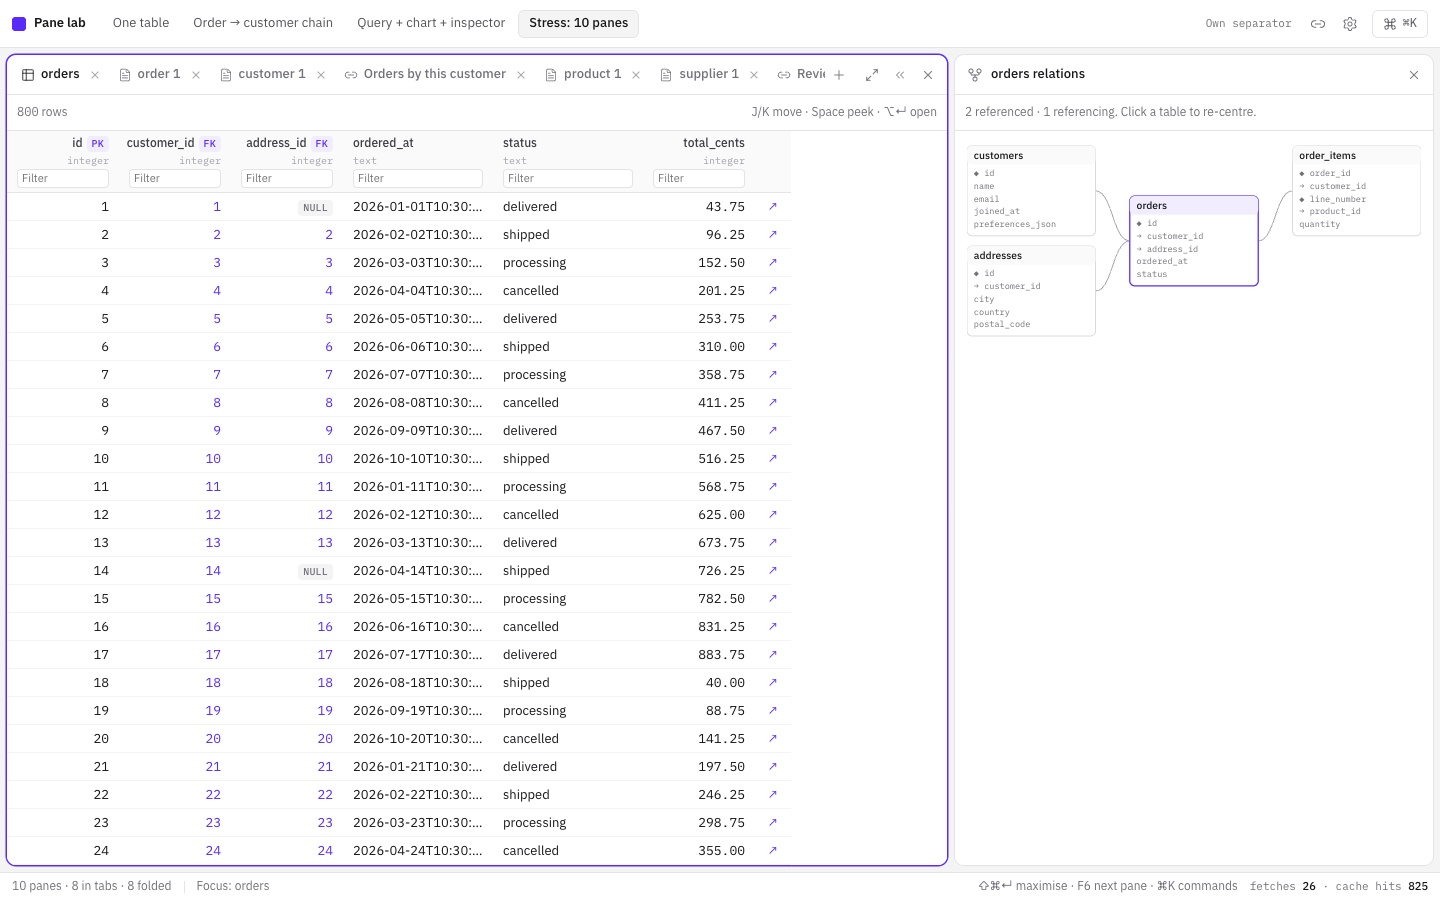 Pane lab One table Order → customer chain Query + chart + inspector Stress: 10 panes Own separator ⌘ ⌘K
orders order 1 customer 1 Orders by this customer product 1 supplier 1
800 rows J/K move · Space peek · ⌥↵ open
id PK customer_id FK address_id FK ordered_at status total_cents
integer integer integer text text integer
Filter Filter Filter Filter Filter Filter
1 1 NULL 2026-01-01T10:30:... delivered 43.75 ↗
2 2 2 2026-02-02T10:30:... shipped 96.25 ↗
3 3 3 2026-03-03T10:30:... processing 152.50 ↗
4 4 4 2026-04-04T10:30:... cancelled 201.25 ↗
5 5 5 2026-05-05T10:30:... delivered 253.75 ↗
6 6 6 2026-06-06T10:30:... shipped 310.00 ↗
7 7 7 2026-07-07T10:30:... processing 358.75 ↗
8 8 8 2026-08-08T10:30:... cancelled 411.25 ↗
9 9 9 2026-09-09T10:30:... delivered 467.50 ↗
10 10 10 2026-10-10T10:30:... shipped 516.25 ↗
11 11 11 2026-01-11T10:30:... processing 568.75 ↗
12 12 12 2026-02-12T10:30:... cancelled 625.00 ↗
13 13 13 2026-03-13T10:30:... delivered 673.75 ↗
14 14 NULL 2026-04-14T10:30:... shipped 726.25 ↗
15 15 15 2026-05-15T10:30:... processing 782.50 ↗
16 16 16 2026-06-16T10:30:... cancelled 831.25 ↗
17 17 17 2026-07-17T10:30:... delivered 883.75 ↗
18 18 18 2026-08-18T10:30:... shipped 40.00 ↗
19 19 19 2026-09-19T10:30:... processing 88.75 ↗
20 20 20 2026-10-20T10:30:... cancelled 141.25 ↗
21 21 21 2026-01-21T10:30:... delivered 197.50 ↗
22 22 22 2026-02-22T10:30:... shipped 246.25 ↗
23 23 23 2026-03-23T10:30:... processing 298.75 ↗
24 24 24 2026-04-24T10:30:... cancelled 355.00 ↗
orders relations
2 referenced · 1 referencing. Click a table to re-centre.
customers
◆ id
name
email
joined_at
preferences_json
addresses
◆ id
→ customer_id
city
country
postal_code
orders
◆ id
→ customer_id
→ address_id
ordered_at
status
order_items
◆ order_id
→ customer_id
◆ line_number
→ product_id
quantity
10 panes · 8 in tabs · 8 folded Focus: orders ⇧⌘↵ maximise · F6 next pane · ⌘K commands fetches 26 · cache hits 825